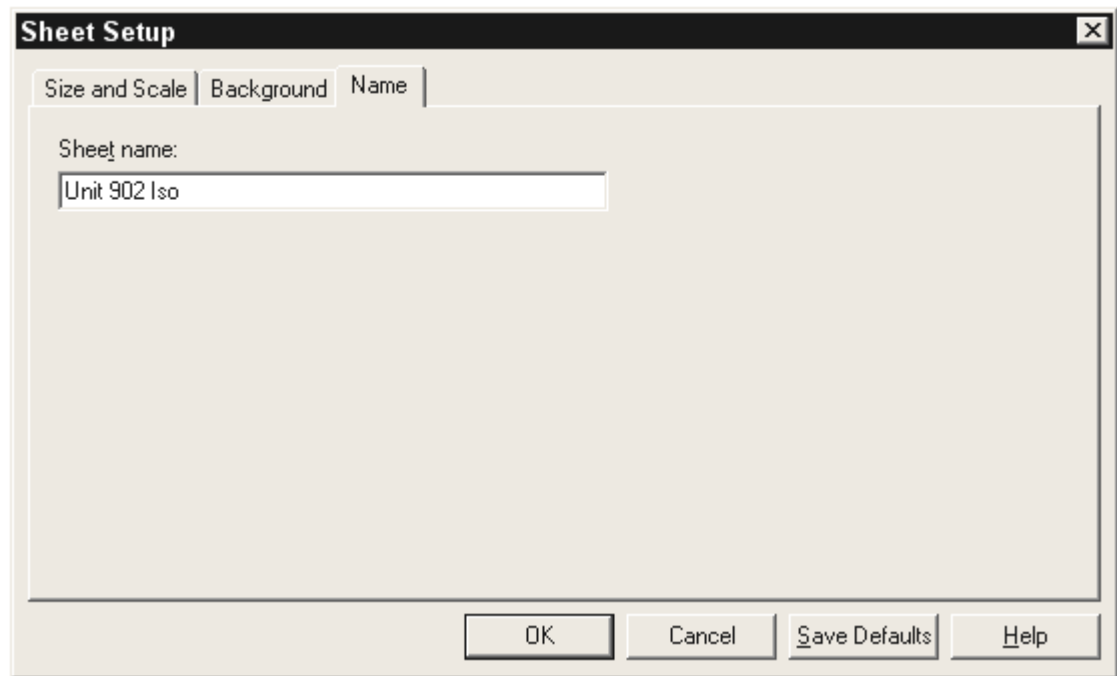 Sheet Setup
Size and Scale Background Name
Sheet name:
Unit 902 Iso
OK Cancel Save Defaults Help